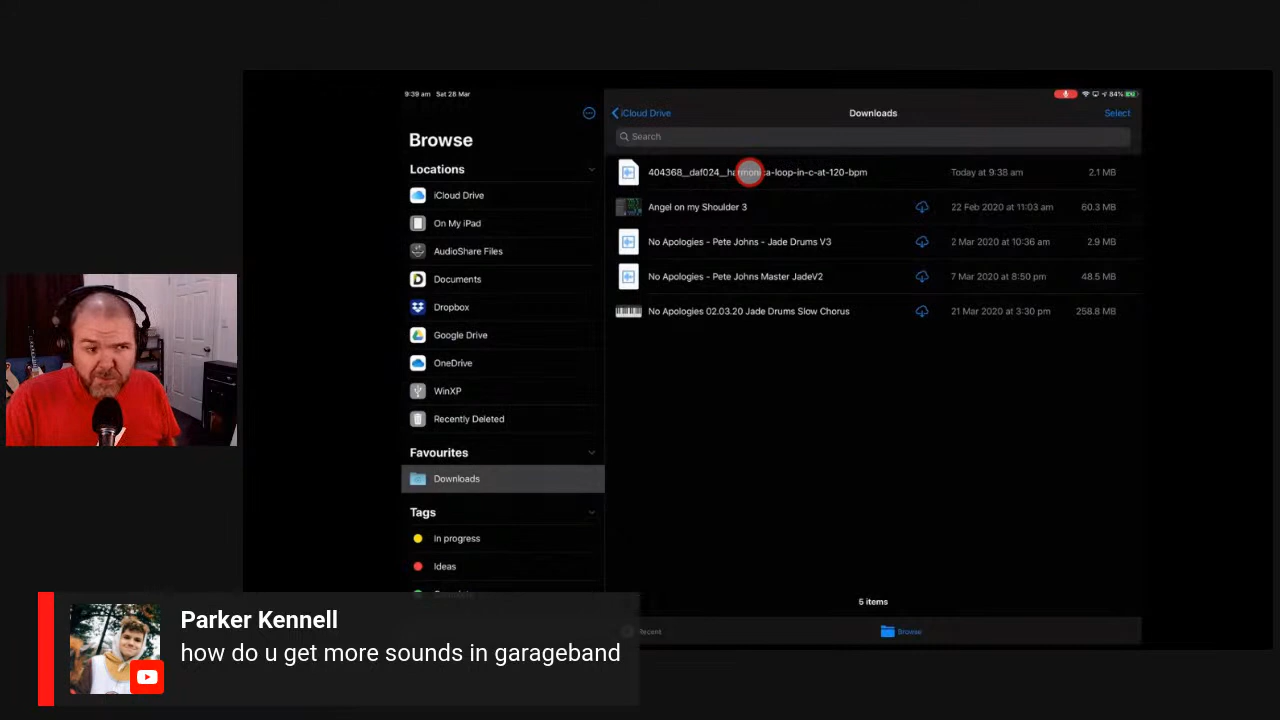 9:39 am Sat 28 Mar
84%
Browse
Locations
iCloud Drive
On My iPad
AudioShare Files
Documents
Dropbox
Google Drive
OneDrive
WinXP
Recently Deleted
Favourites
Downloads
Tags
In progress
Ideas
iCloud Drive
Downloads
Select
Search
404368__daf024__harmonica-loop-in-c-at-120-bpm Today at 9:38 am 2.1 MB
Angel on my Shoulder 3 22 Feb 2020 at 11:03 am 60.3 MB
No Apologies - Pete Johns - Jade Drums V3 2 Mar 2020 at 10:36 am 2.9 MB
No Apologies - Pete Johns Master JadeV2 7 Mar 2020 at 8:50 pm 48.5 MB
No Apologies 02.03.20 Jade Drums Slow Chorus 21 Mar 2020 at 3:30 pm 258.8 MB
5 items
Recent
Browse
Parker Kennell
how do u get more sounds in garageband